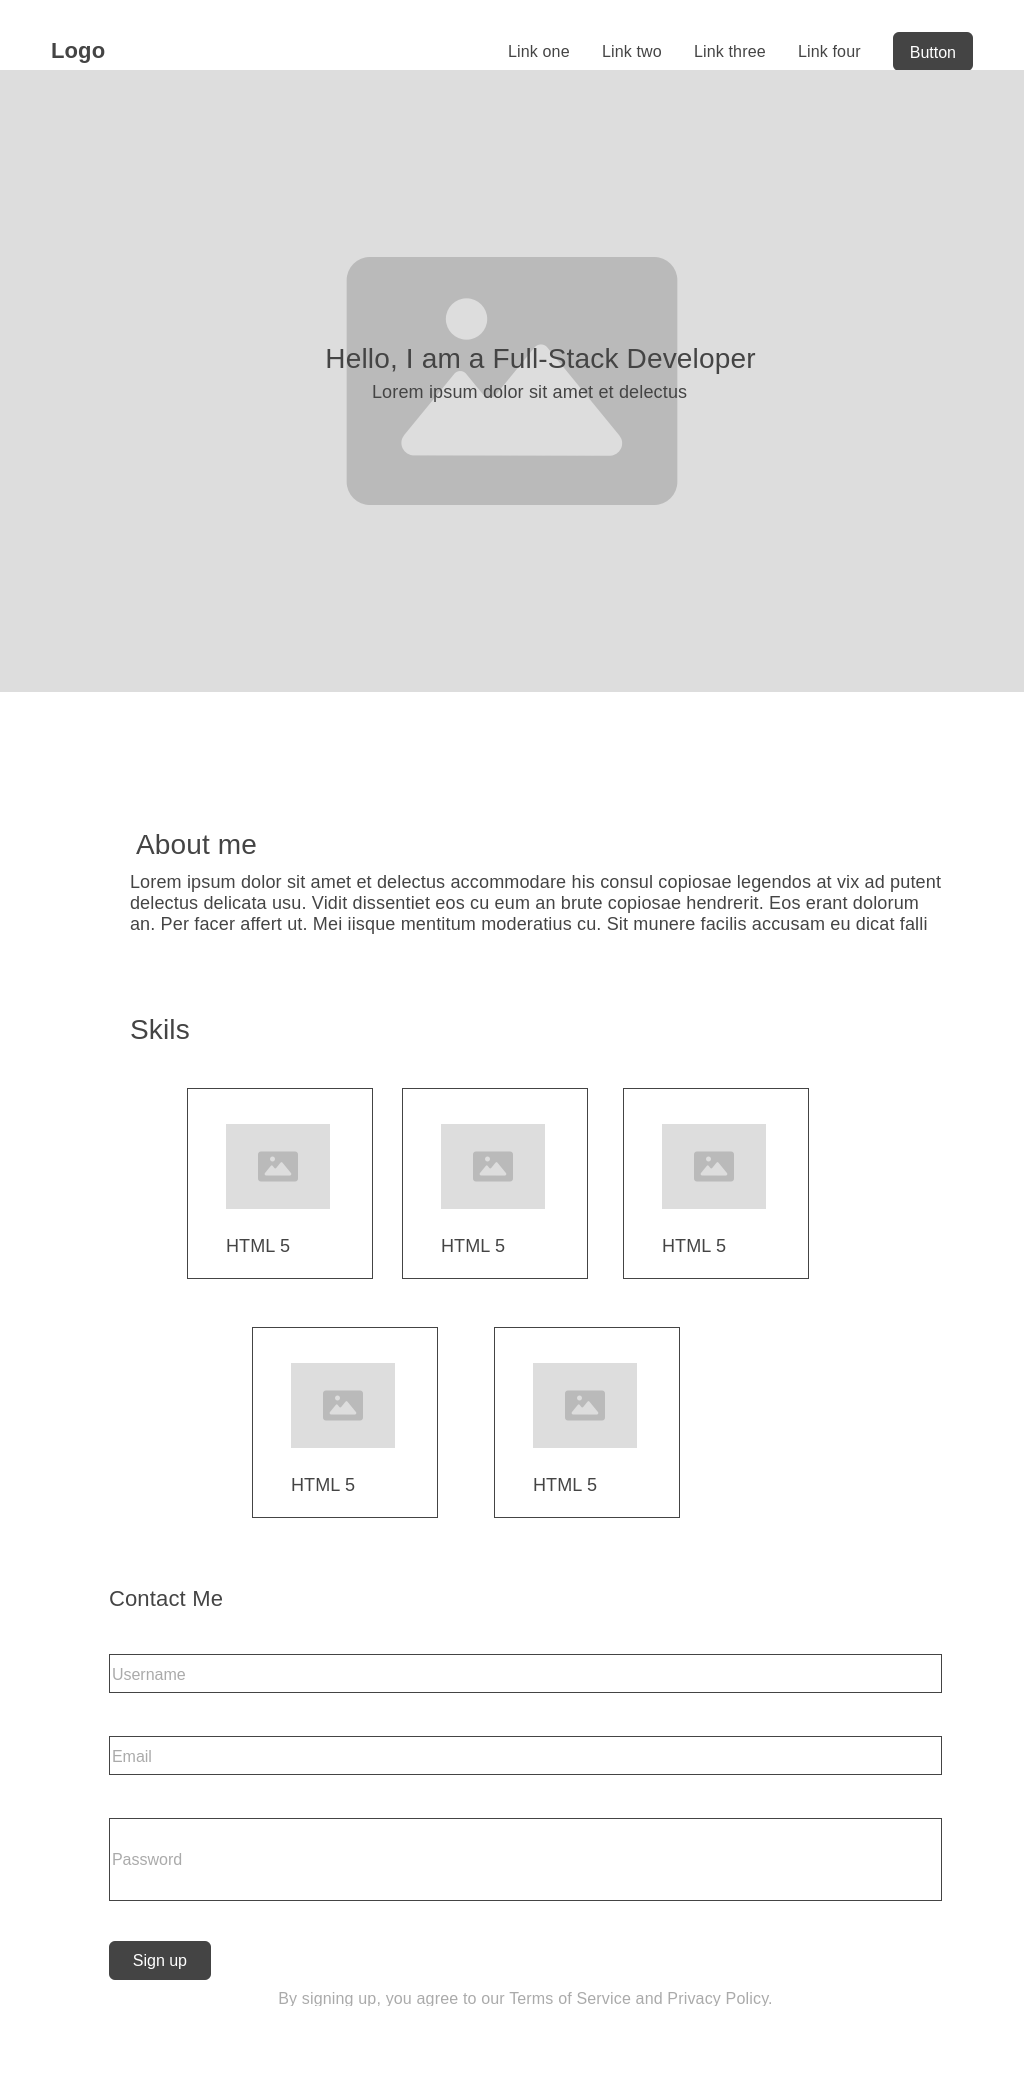 Logo
Link one
Link two
Link three
Link four
Button
Hello, I am a Full-Stack Developer
Lorem ipsum dolor sit amet et delectus
About me
Lorem ipsum dolor sit amet et delectus accommodare his consul copiosae legendos at vix ad putent
delectus delicata usu. Vidit dissentiet eos cu eum an brute copiosae hendrerit. Eos erant dolorum
an. Per facer affert ut. Mei iisque mentitum moderatius cu. Sit munere facilis accusam eu dicat falli
Skils
HTML 5
HTML 5
HTML 5
HTML 5
HTML 5
Contact Me
Username
Email
Password
Sign up
By signing up, you agree to our Terms of Service and Privacy Policy.